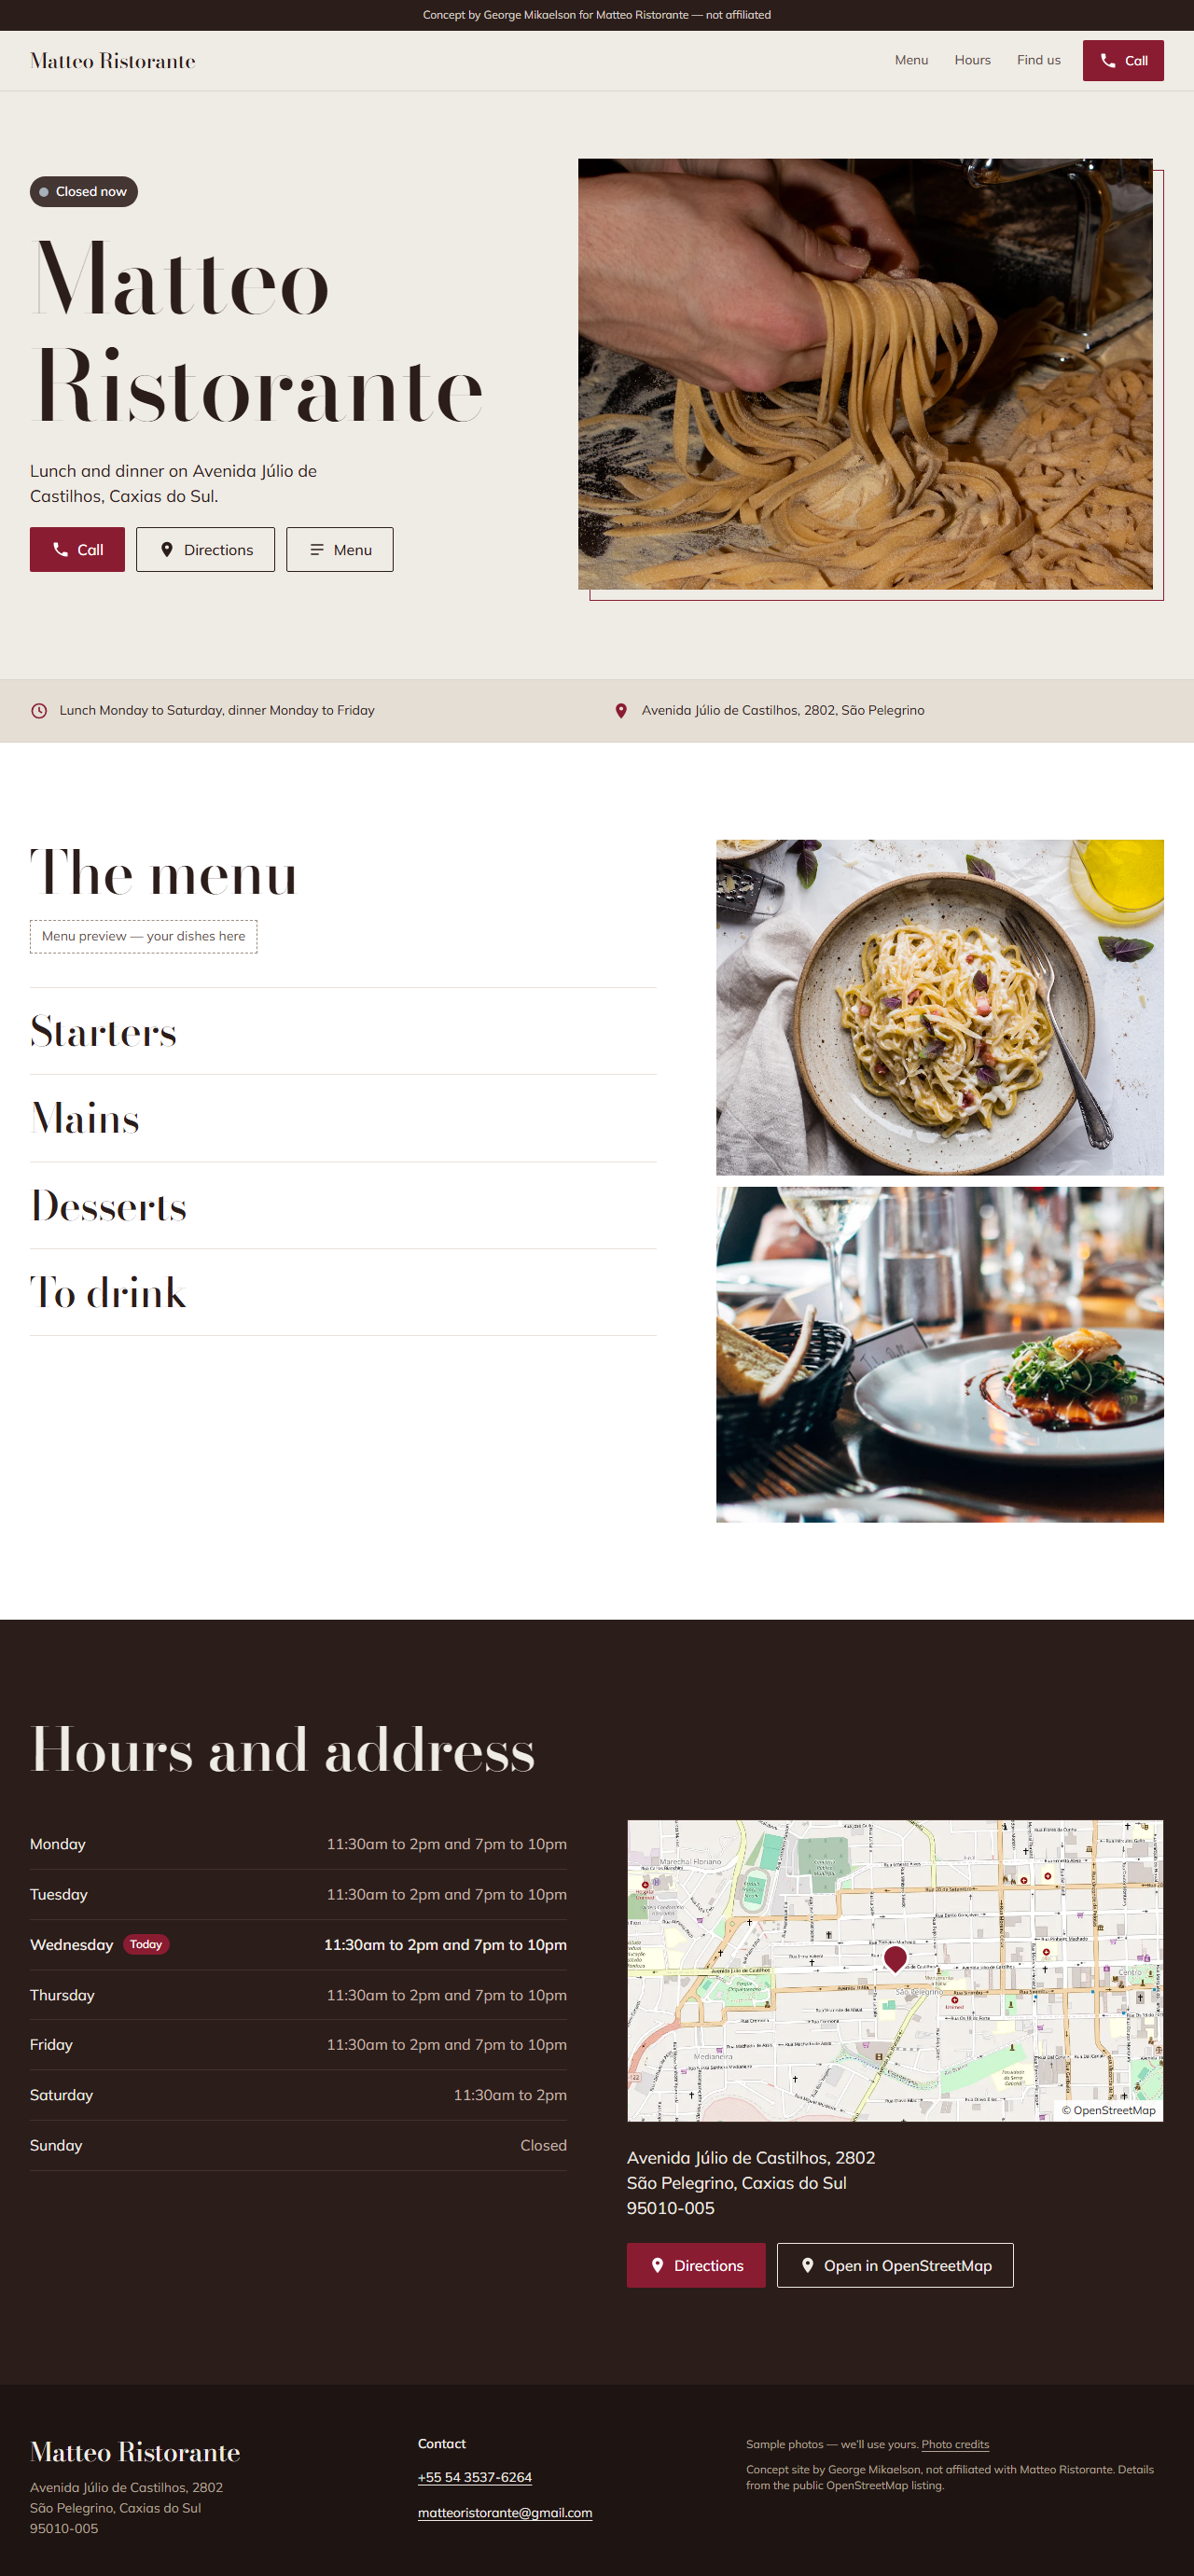 Concept by George Mikaelson for Matteo Ristorante — not affiliated
Matteo Ristorante
Menu
Hours
Find us
Call
Closed now
Matteo
Ristorante
Lunch and dinner on Avenida Júlio de
Castilhos, Caxias do Sul.
Call
Directions
Menu
Lunch Monday to Saturday, dinner Monday to Friday
Avenida Júlio de Castilhos, 2802, São Pelegrino
The menu
Menu preview — your dishes here
Starters
Mains
Desserts
To drink
Hours and address
Monday 11:30am to 2pm and 7pm to 10pm
Tuesday 11:30am to 2pm and 7pm to 10pm
Wednesday Today 11:30am to 2pm and 7pm to 10pm
Thursday 11:30am to 2pm and 7pm to 10pm
Friday 11:30am to 2pm and 7pm to 10pm
Saturday 11:30am to 2pm
Sunday Closed
Marechal Floriano
Centro
São Pelegrino
Medianeira
© OpenStreetMap
Avenida Júlio de Castilhos, 2802
São Pelegrino, Caxias do Sul
95010-005
Directions
Open in OpenStreetMap
Matteo Ristorante
Avenida Júlio de Castilhos, 2802
São Pelegrino, Caxias do Sul
95010-005
Contact
+55 54 3537-6264
matteoristorante@gmail.com
Sample photos — we'll use yours. Photo credits
Concept site by George Mikaelson, not affiliated with Matteo Ristorante. Details
from the public OpenStreetMap listing.